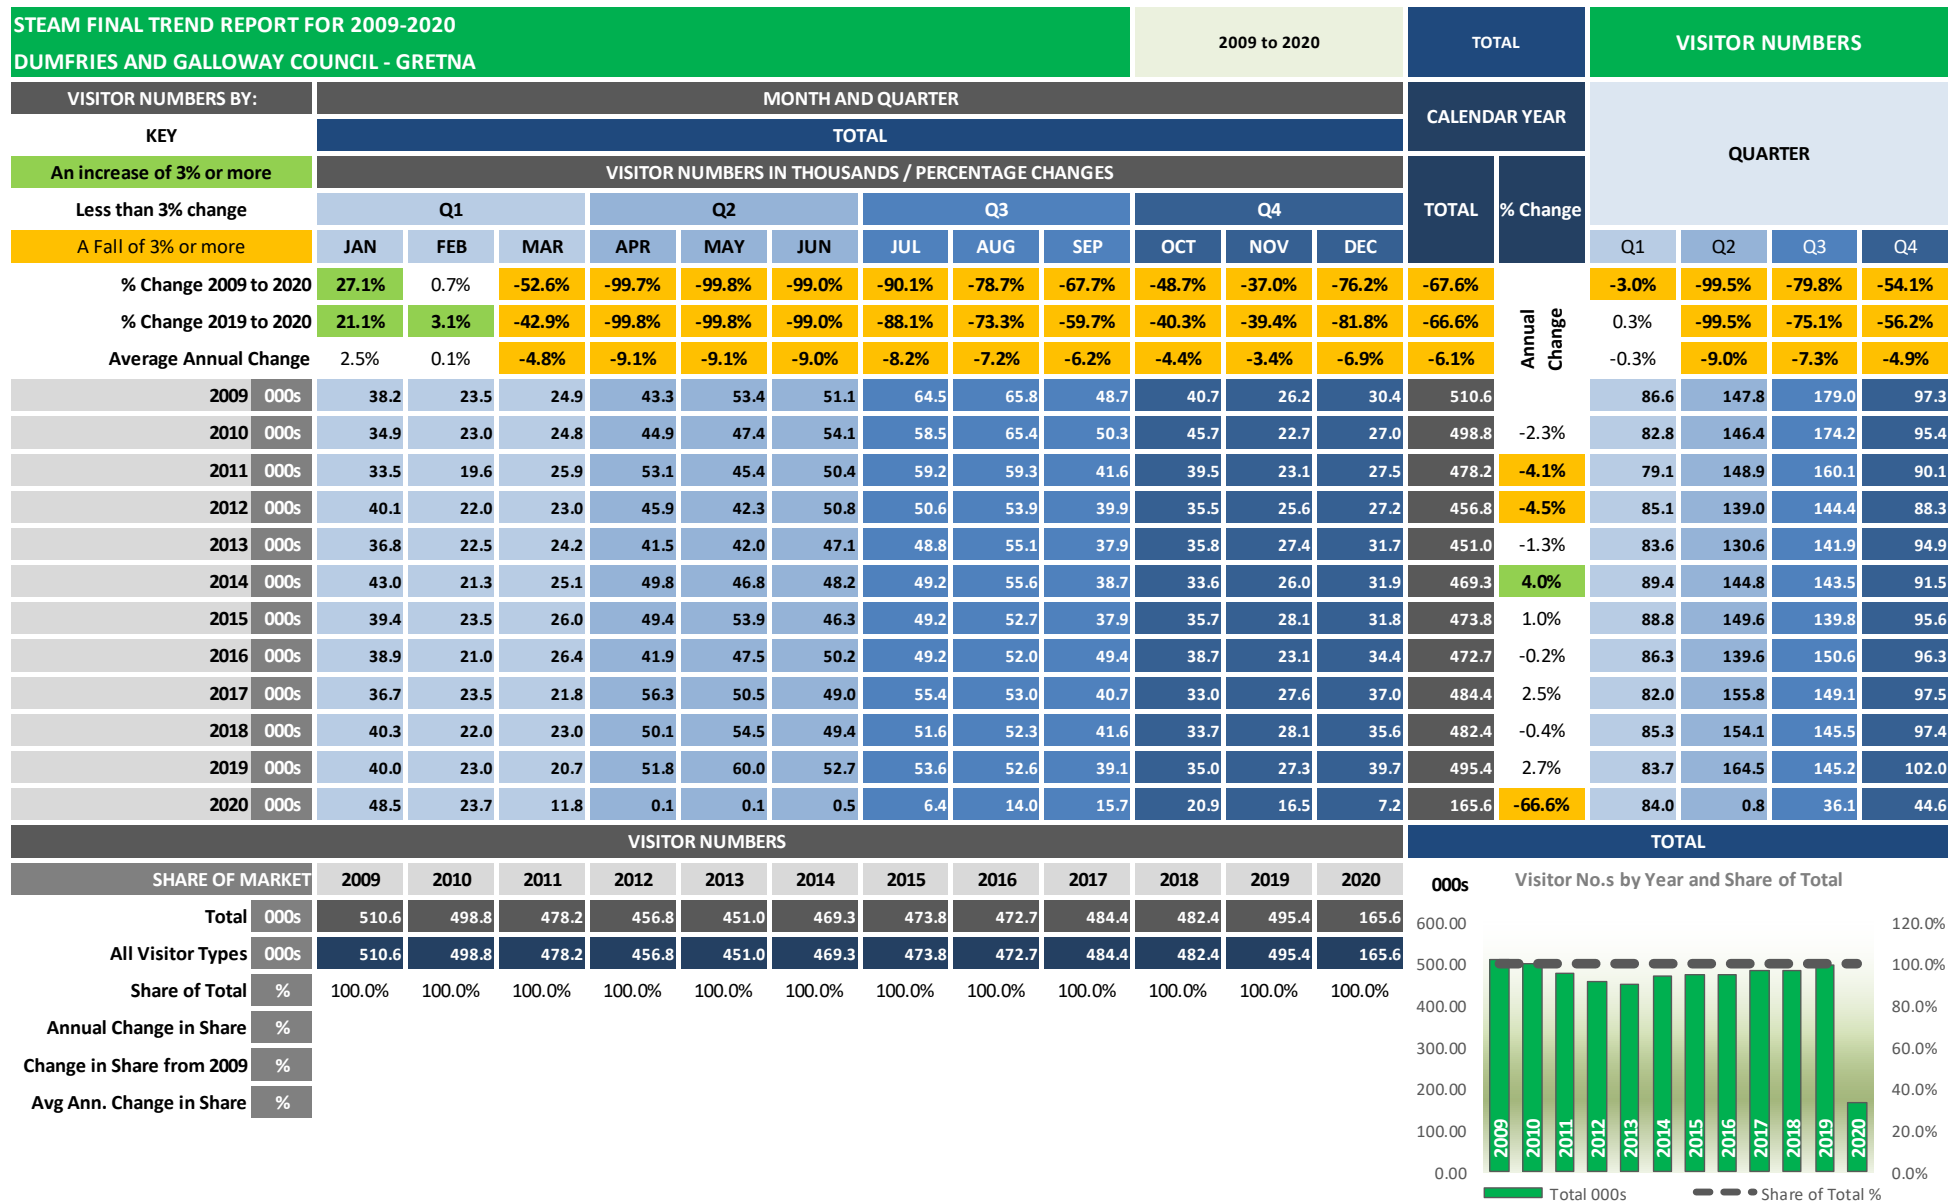 STEAM FINAL TREND REPORT FOR 2009-2020
DUMFRIES AND GALLOWAY COUNCIL - GRETNA
2009 to 2020
TOTAL
VISITOR NUMBERS
VISITOR NUMBERS BY: MONTH AND QUARTER
CALENDAR YEAR
KEY TOTAL
QUARTER
An increase of 3% or more VISITOR NUMBERS IN THOUSANDS / PERCENTAGE CHANGES
Less than 3% change Q1 Q2 Q3 Q4 TOTAL % Change
A Fall of 3% or more JAN FEB MAR APR MAY JUN JUL AUG SEP OCT NOV DEC Q1 Q2 Q3 Q4
% Change 2009 to 2020 27.1% 0.7% -52.6% -99.7% -99.8% -99.0% -90.1% -78.7% -67.7% -48.7% -37.0% -76.2% -67.6% -3.0% -99.5% -79.8% -54.1%
% Change 2019 to 2020 21.1% 3.1% -42.9% -99.8% -99.8% -99.0% -88.1% -73.3% -59.7% -40.3% -39.4% -81.8% -66.6% 0.3% -99.5% -75.1% -56.2%
Average Annual Change 2.5% 0.1% -4.8% -9.1% -9.1% -9.0% -8.2% -7.2% -6.2% -4.4% -3.4% -6.9% -6.1% -0.3% -9.0% -7.3% -4.9%
Annual
Change
2009 000s 38.2 23.5 24.9 43.3 53.4 51.1 64.5 65.8 48.7 40.7 26.2 30.4 510.6 86.6 147.8 179.0 97.3
2010 000s 34.9 23.0 24.8 44.9 47.4 54.1 58.5 65.4 50.3 45.7 22.7 27.0 498.8 -2.3% 82.8 146.4 174.2 95.4
2011 000s 33.5 19.6 25.9 53.1 45.4 50.4 59.2 59.3 41.6 39.5 23.1 27.5 478.2 -4.1% 79.1 148.9 160.1 90.1
2012 000s 40.1 22.0 23.0 45.9 42.3 50.8 50.6 53.9 39.9 35.5 25.6 27.2 456.8 -4.5% 85.1 139.0 144.4 88.3
2013 000s 36.8 22.5 24.2 41.5 42.0 47.1 48.8 55.1 37.9 35.8 27.4 31.7 451.0 -1.3% 83.6 130.6 141.9 94.9
2014 000s 43.0 21.3 25.1 49.8 46.8 48.2 49.2 55.6 38.7 33.6 26.0 31.9 469.3 4.0% 89.4 144.8 143.5 91.5
2015 000s 39.4 23.5 26.0 49.4 53.9 46.3 49.2 52.7 37.9 35.7 28.1 31.8 473.8 1.0% 88.8 149.6 139.8 95.6
2016 000s 38.9 21.0 26.4 41.9 47.5 50.2 49.2 52.0 49.4 38.7 23.1 34.4 472.7 -0.2% 86.3 139.6 150.6 96.3
2017 000s 36.7 23.5 21.8 56.3 50.5 49.0 55.4 53.0 40.7 33.0 27.6 37.0 484.4 2.5% 82.0 155.8 149.1 97.5
2018 000s 40.3 22.0 23.0 50.1 54.5 49.4 51.6 52.3 41.6 33.7 28.1 35.6 482.4 -0.4% 85.3 154.1 145.5 97.4
2019 000s 40.0 23.0 20.7 51.8 60.0 52.7 53.6 52.6 39.1 35.0 27.3 39.7 495.4 2.7% 83.7 164.5 145.2 102.0
2020 000s 48.5 23.7 11.8 0.1 0.1 0.5 6.4 14.0 15.7 20.9 16.5 7.2 165.6 -66.6% 84.0 0.8 36.1 44.6
VISITOR NUMBERS
SHARE OF MARKET 2009 2010 2011 2012 2013 2014 2015 2016 2017 2018 2019 2020
Total 000s 510.6 498.8 478.2 456.8 451.0 469.3 473.8 472.7 484.4 482.4 495.4 165.6
All Visitor Types 000s 510.6 498.8 478.2 456.8 451.0 469.3 473.8 472.7 484.4 482.4 495.4 165.6
Share of Total % 100.0% 100.0% 100.0% 100.0% 100.0% 100.0% 100.0% 100.0% 100.0% 100.0% 100.0% 100.0%
Annual Change in Share %
Change in Share from 2009 %
Avg Ann. Change in Share %
TOTAL
000s Visitor No.s by Year and Share of Total
600.00 120.0%
500.00 100.0%
400.00 80.0%
300.00 60.0%
200.00 40.0%
100.00 20.0%
0.00 0.0%
2009 2010 2011 2012 2013 2014 2015 2016 2017 2018 2019 2020
Total 000s Share of Total %